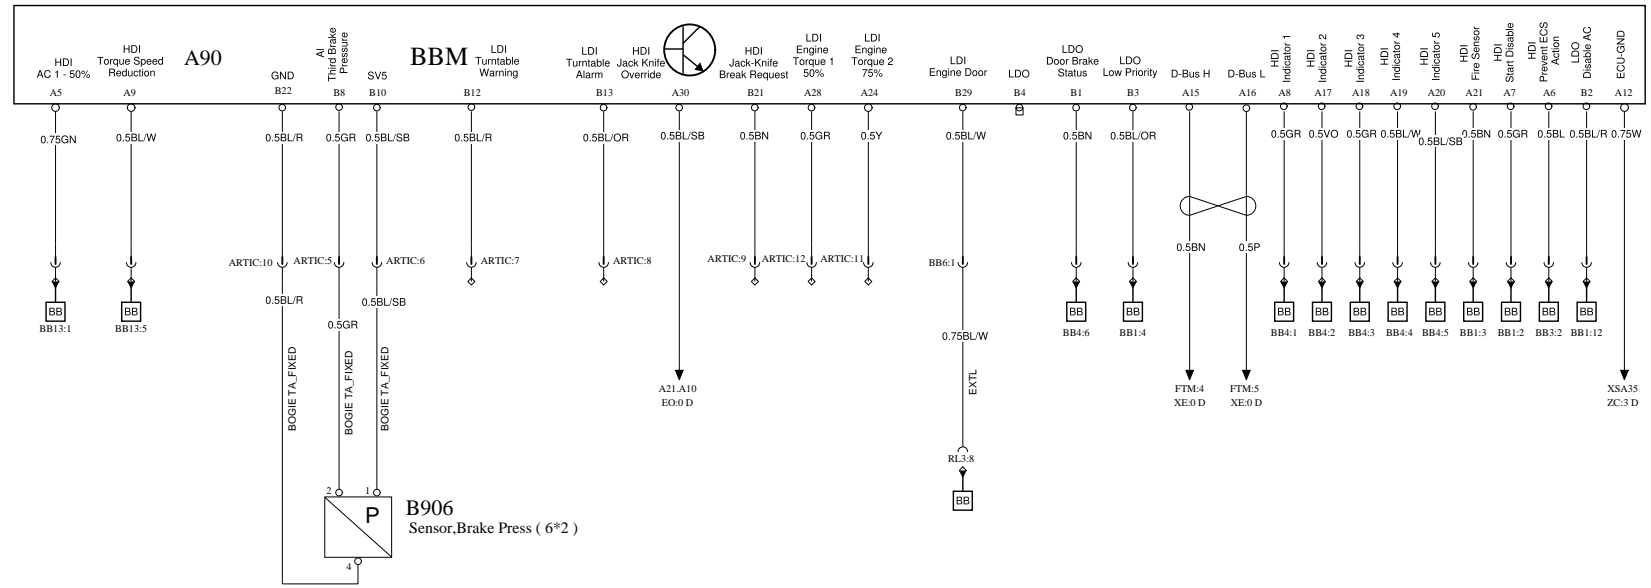 A90
BBM
HDI
AC 1 - 50%
HDI
Torque Speed
Reduction
GND
AI
Third Brake
Pressure
SV5
LDI
Turntable
Warning
LDI
Turntable
Alarm
HDI
Jack Knife
Override
HDI
Jack-Knife
Break Request
LDI
Engine
Torque 1
50%
LDI
Engine
Torque 2
75%
LDI
Engine Door
LDO
LDO
Door Brake
Status
LDO
Low Priority
D-Bus H
D-Bus L
HDI
Indicator 1
HDI
Indicator 2
HDI
Indicator 3
HDI
Indicator 4
HDI
Indicator 5
HDI
Fire Sensor
HDI
Start Disable
HDI
Prevent ECS
Action
LDO
Disable AC
ECU-GND
A5 A9 B22 B8 B10 B12 B13 A30 B21 A28 A24 B29 B4 B1 B3 A15 A16 A8 A17 A18 A19 A20 A21 A7 A6 B2 A12
0.75GN 0.5BL/W 0.5BL/R 0.5GR 0.5BL/SB 0.5BL/R 0.5BL/OR 0.5BL/SB 0.5BN 0.5GR 0.5Y 0.5BL/W 0.5BN 0.5BL/OR 0.5GR 0.5VO 0.5GR 0.5BL/W 0.5BL/SB 0.5BN 0.5GR 0.5BL 0.5BL/R 0.75W
0.5BN 0.5P
ARTIC:10 ARTIC:5 ARTIC:6 ARTIC:7 ARTIC:8 ARTIC:9 ARTIC:12 ARTIC:11 BB6:1
0.5BL/R 0.5BL/SB
0.5GR
BB BB BB BB BB BB BB BB BB BB BB BB BB
BB13:1 BB13:5 BB4:6 BB1:4 BB4:1 BB4:2 BB4:3 BB4:4 BB4:5 BB1:3 BB1:2 BB3:2 BB1:12
0.75BL/W
BOGIE TA_FIXED
BOGIE TA_FIXED
BOGIE TA_FIXED
EXTL
A21.A10
EO:0 D
FTM:4
XE:0 D
FTM:5
XE:0 D
XSA35
ZC:3 D
RL3:8
BB
2 1
P
4
B906
Sensor,Brake Press ( 6*2 )